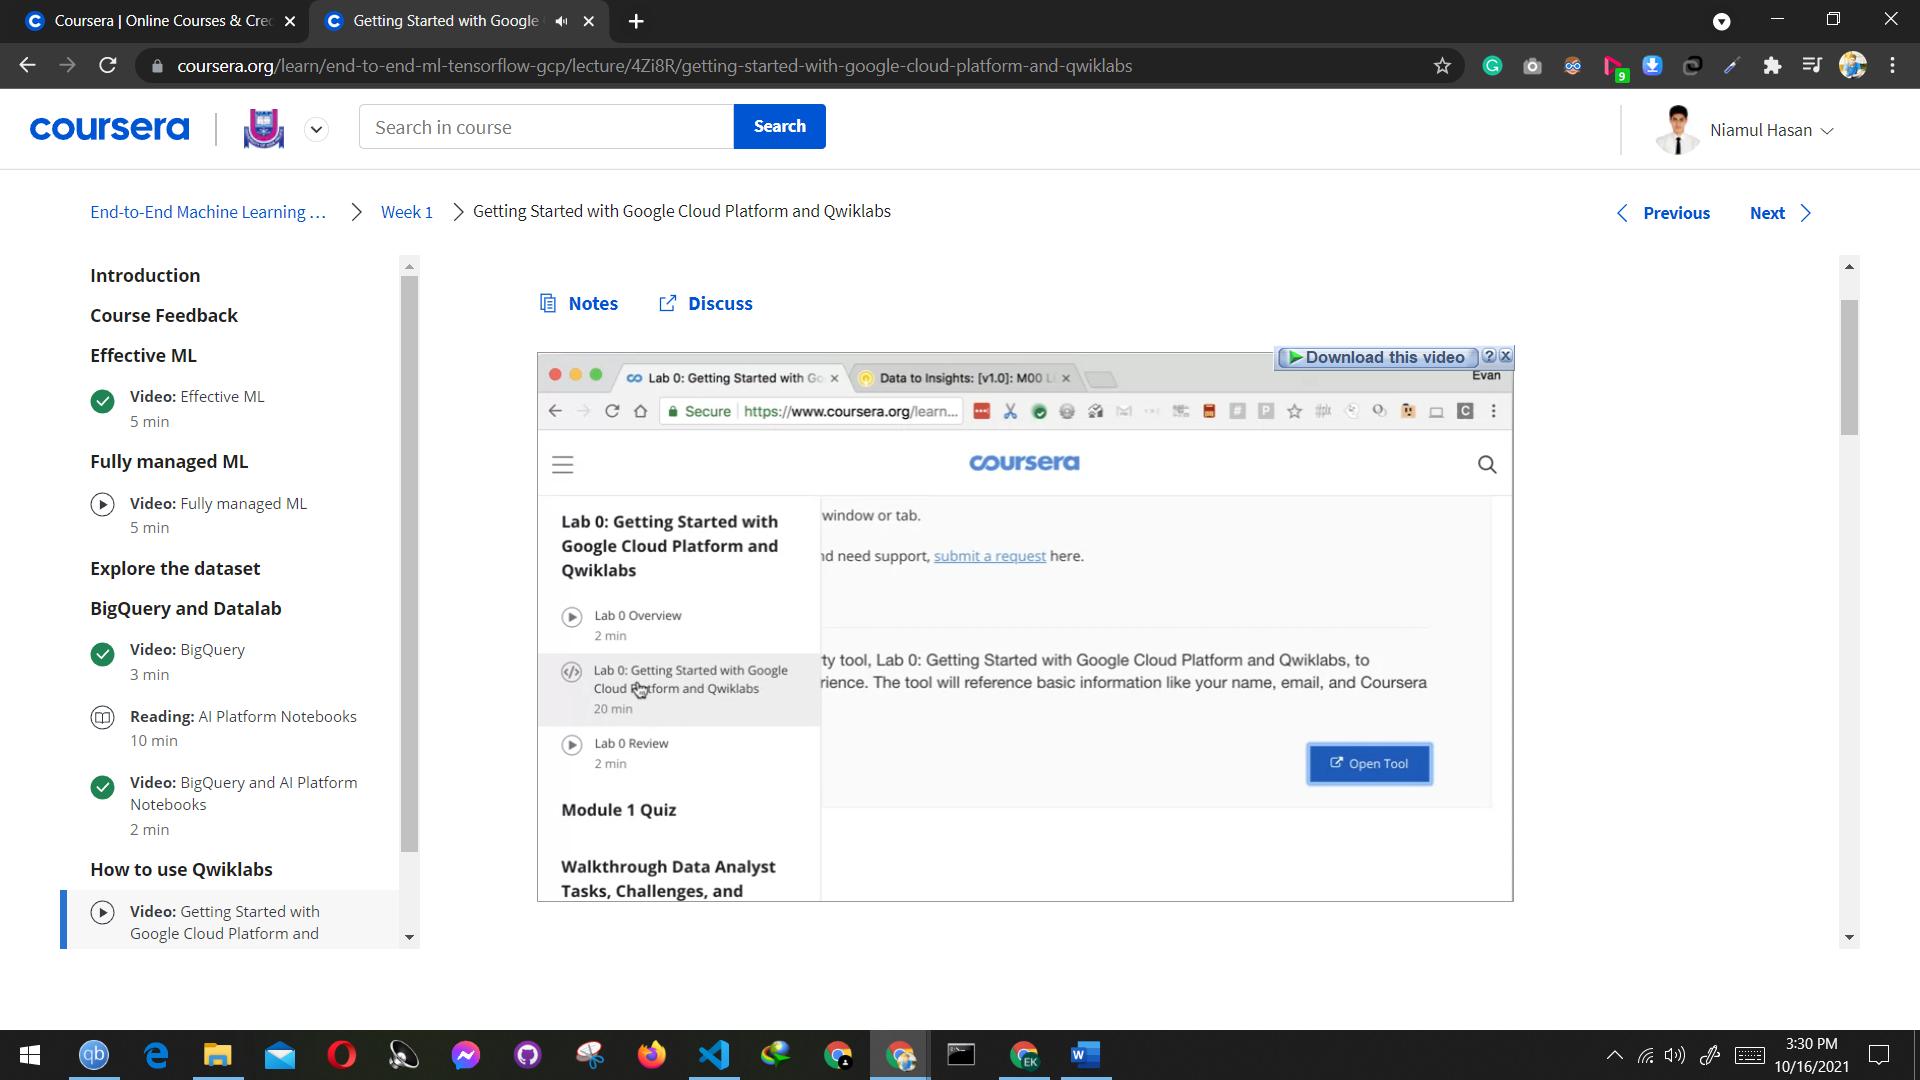 Coursera | Online Courses & Cre
Getting Started with Google
coursera.org/learn/end-to-end-ml-tensorflow-gcp/lecture/4Zi8R/getting-started-with-google-cloud-platform-and-qwiklabs
9
coursera
Search in course
Search
Niamul Hasan
End-to-End Machine Learning ...
Week 1
Getting Started with Google Cloud Platform and Qwiklabs
Previous
Next
Introduction
Course Feedback
Effective ML
Video: Effective ML
5 min
Fully managed ML
Video: Fully managed ML
5 min
Explore the dataset
BigQuery and Datalab
Video: BigQuery
3 min
Reading: AI Platform Notebooks
10 min
Video: BigQuery and AI Platform
Notebooks
2 min
How to use Qwiklabs
Video: Getting Started with
Google Cloud Platform and
Notes
Discuss
Download this video
Lab 0: Getting Started with Go
Data to Insights: [v1.0]: M00 L
Evan
Secure
https://www.coursera.org/learn...
coursera
Lab 0: Getting Started with
Google Cloud Platform and
Qwiklabs
Lab 0 Overview
2 min
Lab 0: Getting Started with Google
Cloud Platform and Qwiklabs
20 min
Lab 0 Review
2 min
Module 1 Quiz
Walkthrough Data Analyst
Tasks, Challenges, and
window or tab.
nd need support, submit a request here.
ty tool, Lab 0: Getting Started with Google Cloud Platform and Qwiklabs, to
rience. The tool will reference basic information like your name, email, and Coursera
Open Tool
qb
EK
3:30 PM
10/16/2021